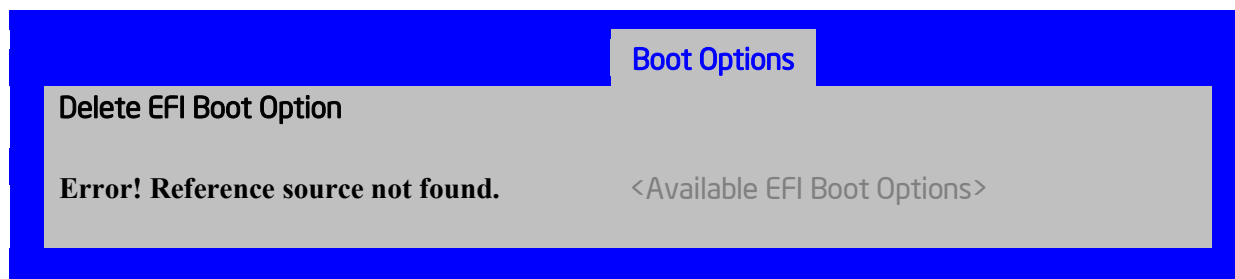 Boot Options
Delete EFI Boot Option
Error! Reference source not found. <Available EFI Boot Options>